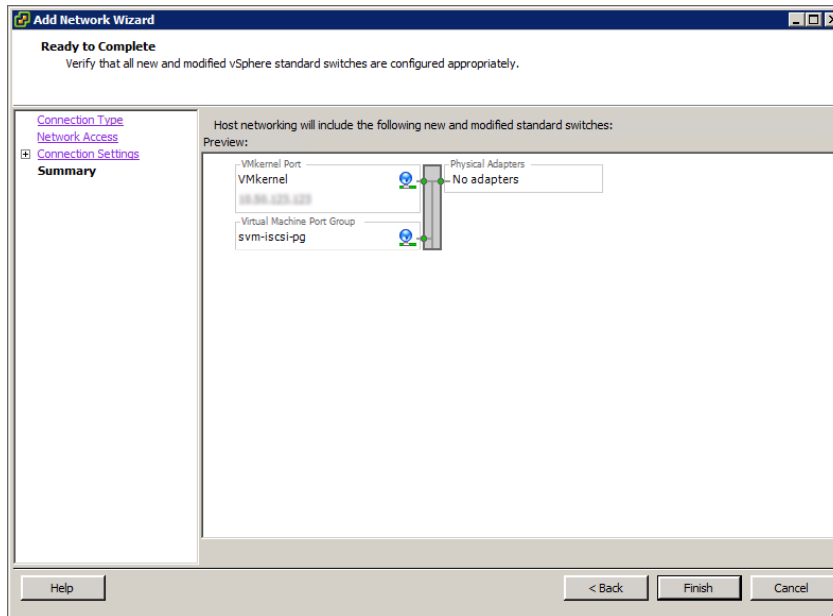 Add Network Wizard
Ready to Complete
Verify that all new and modified vSphere standard switches are configured appropriately.
Connection Type
Network Access
Connection Settings
Summary
Host networking will include the following new and modified standard switches:
Preview:
VMkernel Port
VMkernel
Physical Adapters
No adapters
Virtual Machine Port Group
svm-iscsi-pg
Help
< Back
Finish
Cancel